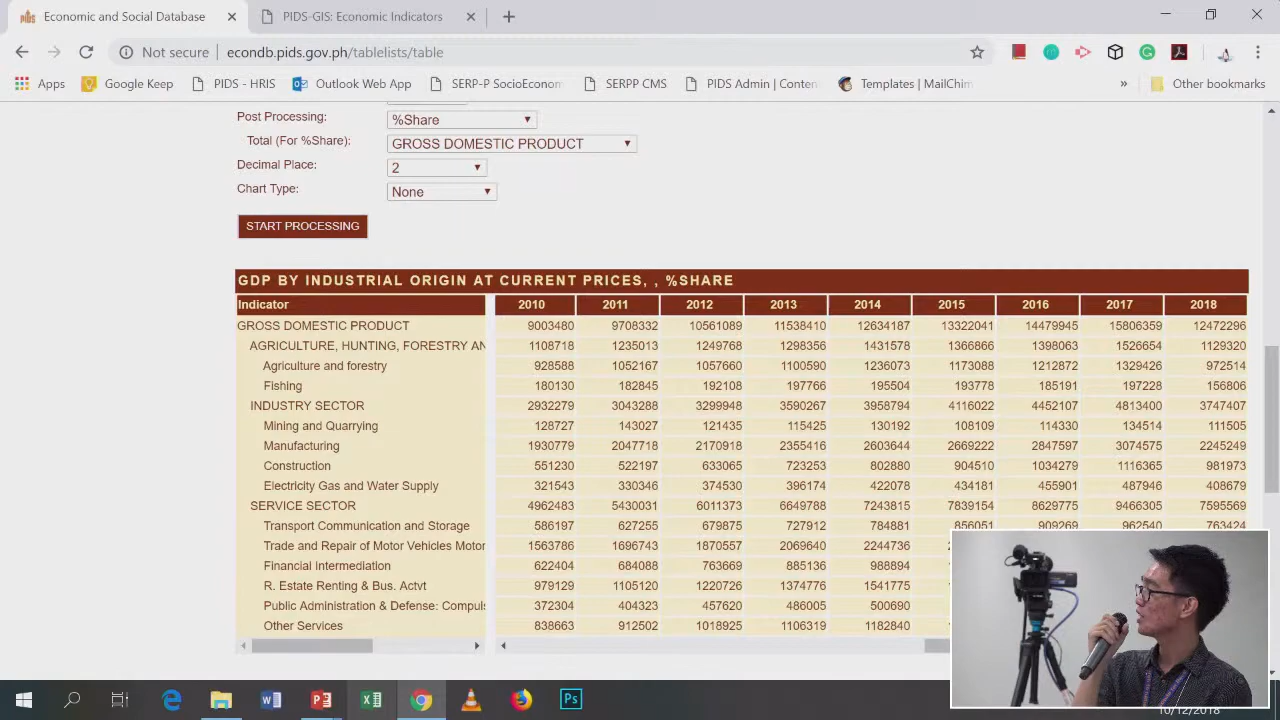 Economic and Social Database
PIDS-GIS: Economic Indicators
Not secure
econdb.pids.gov.ph/tablelists/table
Apps
Google Keep
PIDS - HRIS
Outlook Web App
SERP-P SocioEconom
SERPP CMS
PIDS Admin | Conten
Templates | MailChim
Other bookmarks
Post Processing: %Share
Total (For %Share): GROSS DOMESTIC PRODUCT
Decimal Place: 2
Chart Type: None
START PROCESSING
GDP BY INDUSTRIAL ORIGIN AT CURRENT PRICES, , %SHARE
Indicator 2010 2011 2012 2013 2014 2015 2016 2017 2018
GROSS DOMESTIC PRODUCT 9003480 9708332 10561089 11538410 12634187 13322041 14479945 15806359 12472296
AGRICULTURE, HUNTING, FORESTRY AN 1108718 1235013 1249768 1298356 1431578 1366866 1398063 1526654 1129320
Agriculture and forestry 928588 1052167 1057660 1100590 1236073 1173088 1212872 1329426 972514
Fishing 180130 182845 192108 197766 195504 193778 185191 197228 156806
INDUSTRY SECTOR 2932279 3043288 3299948 3590267 3958794 4116022 4452107 4813400 3747407
Mining and Quarrying 128727 143027 121435 115425 130192 108109 114330 134514 111505
Manufacturing 1930779 2047718 2170918 2355416 2603644 2669222 2847597 3074575 2245249
Construction 551230 522197 633065 723253 802880 904510 1034279 1116365 981973
Electricity Gas and Water Supply 321543 330346 374530 396174 422078 434181 455901 487946 408679
SERVICE SECTOR 4962483 5430031 6011373 6649788 7243815 7839154 8629775 9466305 7595569
Transport Communication and Storage 586197 627255 679875 727912 784881 856051 909269 962540 763424
Trade and Repair of Motor Vehicles Motor 1563786 1696743 1870557 2069640 2244736
Financial Intermediation 622404 684088 763669 885136 988894
R. Estate Renting & Bus. Actvt 979129 1105120 1220726 1374776 1541775
Public Administration & Defense: Compuls 372304 404323 457620 486005 500690
Other Services 838663 912502 1018925 1106319 1182840
10/12/2018